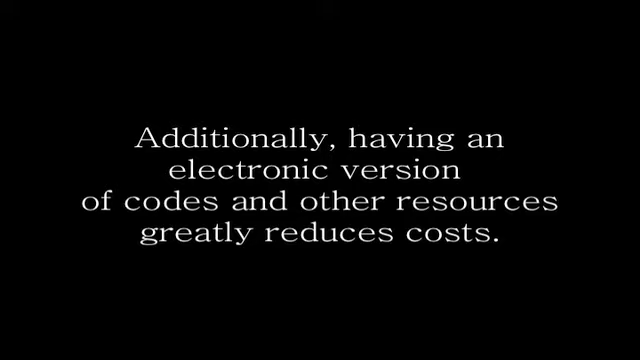 Additionally, having an
electronic version
of codes and other resources
greatly reduces costs.